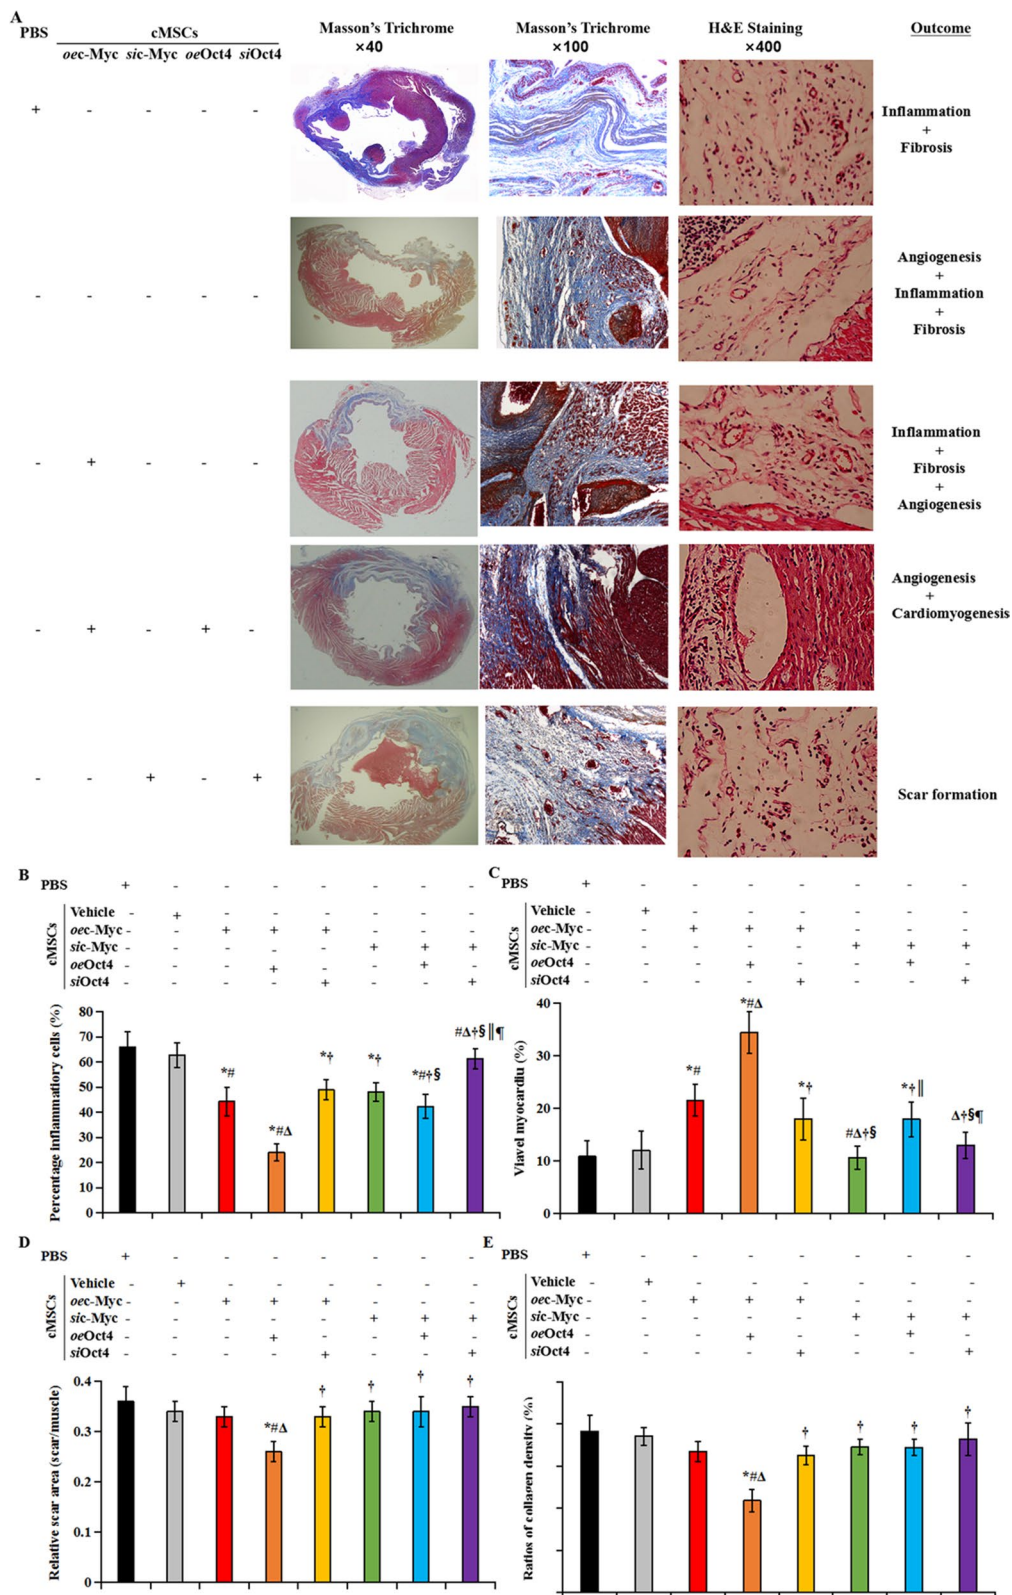 A
PBS cMSCs Masson's Trichrome Masson's Trichrome H&E Staining Outcome
oec-Myc sic-Myc oeOct4 siOct4 ×40 ×100 ×400
+ - - - -
Inflammation
+
Fibrosis
- - - - -
Angiogenesis
+
Inflammation
+
Fibrosis
- + - - -
Inflammation
+
Fibrosis
+
Angiogenesis
- + - + -
Angiogenesis
+
Cardiomyogenesis
- - + - +
Scar formation
B
PBS + - - - - - - -
cMSCs
Vehicle - + - - - - - -
oec-Myc - - + + + - - -
sic-Myc - - - - - + + +
oeOct4 - - - + - - + -
siOct4 - - - - + - - +
Percentage inflammatory cells (%)
80
70
60
50
40
30
20
10
0
*#
*#Δ
*†
*†
*#†§
#Δ†§‖¶
C
PBS + - - - - - - -
cMSCs
Vehicle - + - - - - - -
oec-Myc - - + + + - - -
sic-Myc - - - - - + + +
oeOct4 - - - + - - + -
siOct4 - - - - + - - +
Viavel myocardiu (%)
40
30
20
10
0
*#
*#Δ
*†
#Δ†§
*†‖
Δ†§¶
D
PBS + - - - - - - -
cMSCs
Vehicle - + - - - - - -
oec-Myc - - + + + - - -
sic-Myc - - - - - + + +
oeOct4 - - - + - - + -
siOct4 - - - - + - - +
Relative scar area (scar/muscle)
0.4
0.3
0.2
0.1
0
*#Δ
†
†
†
†
E
PBS + - - - - - - -
cMSCs
Vehicle - + - - - - - -
oec-Myc - - + + + - - -
sic-Myc - - - - - + + +
oeOct4 - - - + - - + -
siOct4 - - - - + - - +
Ratios of collagen density (%)
*#Δ
†
†
†
†